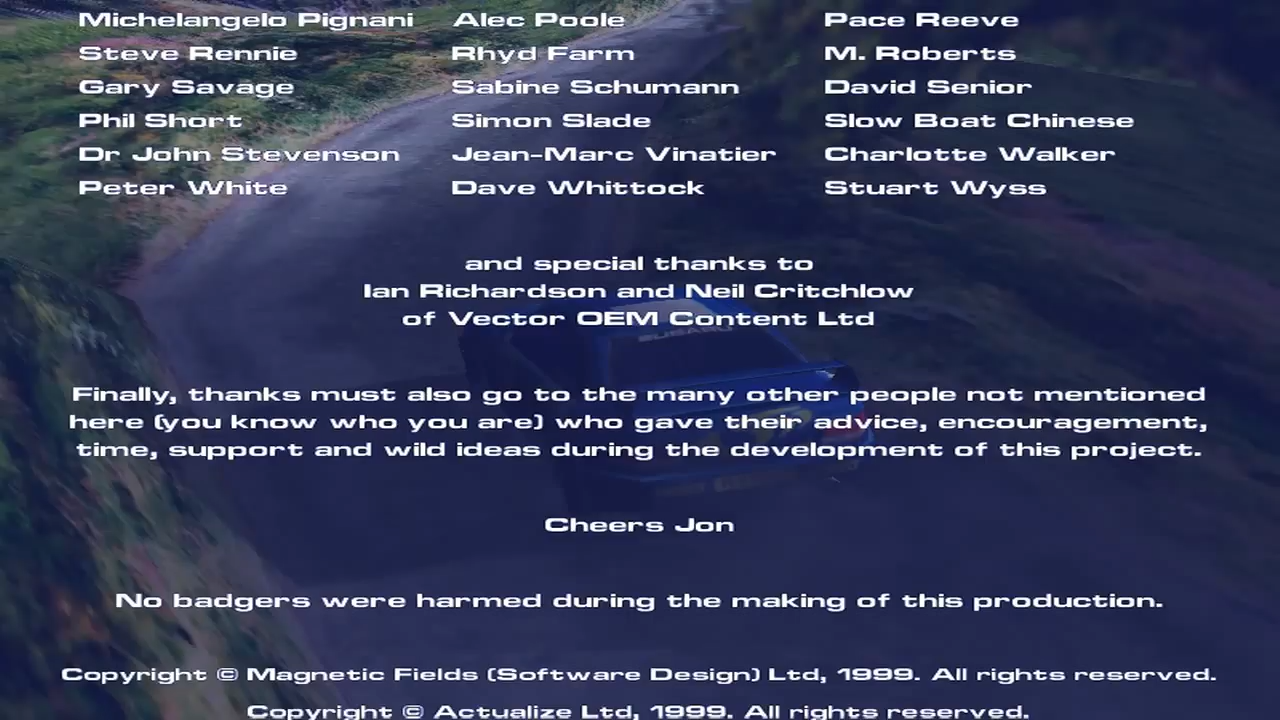 Michelangelo Pignani Alec Poole Pace Reeve
Steve Rennie Rhyd Farm M. Roberts
Gary Savage Sabine Schumann David Senior
Phil Short Simon Slade Slow Boat Chinese
Dr John Stevenson Jean-Marc Vinatier Charlotte Walker
Peter White Dave Whittock Stuart Wyss
and special thanks to
Ian Richardson and Neil Critchlow
of Vector OEM Content Ltd
SUBARU
Finally, thanks must also go to the many other people not mentioned
here (you know who you are) who gave their advice, encouragement,
time, support and wild ideas during the development of this project.
Cheers Jon
No badgers were harmed during the making of this production.
Copyright © Magnetic Fields (Software Design) Ltd, 1999. All rights reserved.
Copyright © Actualize Ltd, 1999. All rights reserved.